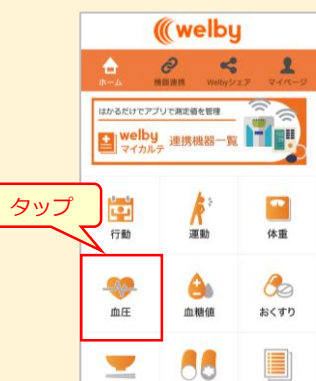 welby
ホーム 機器連携 Welbyシェア マイページ
はかるだけでアプリで測定値を管理
welby
マイカルテ
連携機器一覧
タップ
行動 運動 体重
血圧 血糖値 おくすり